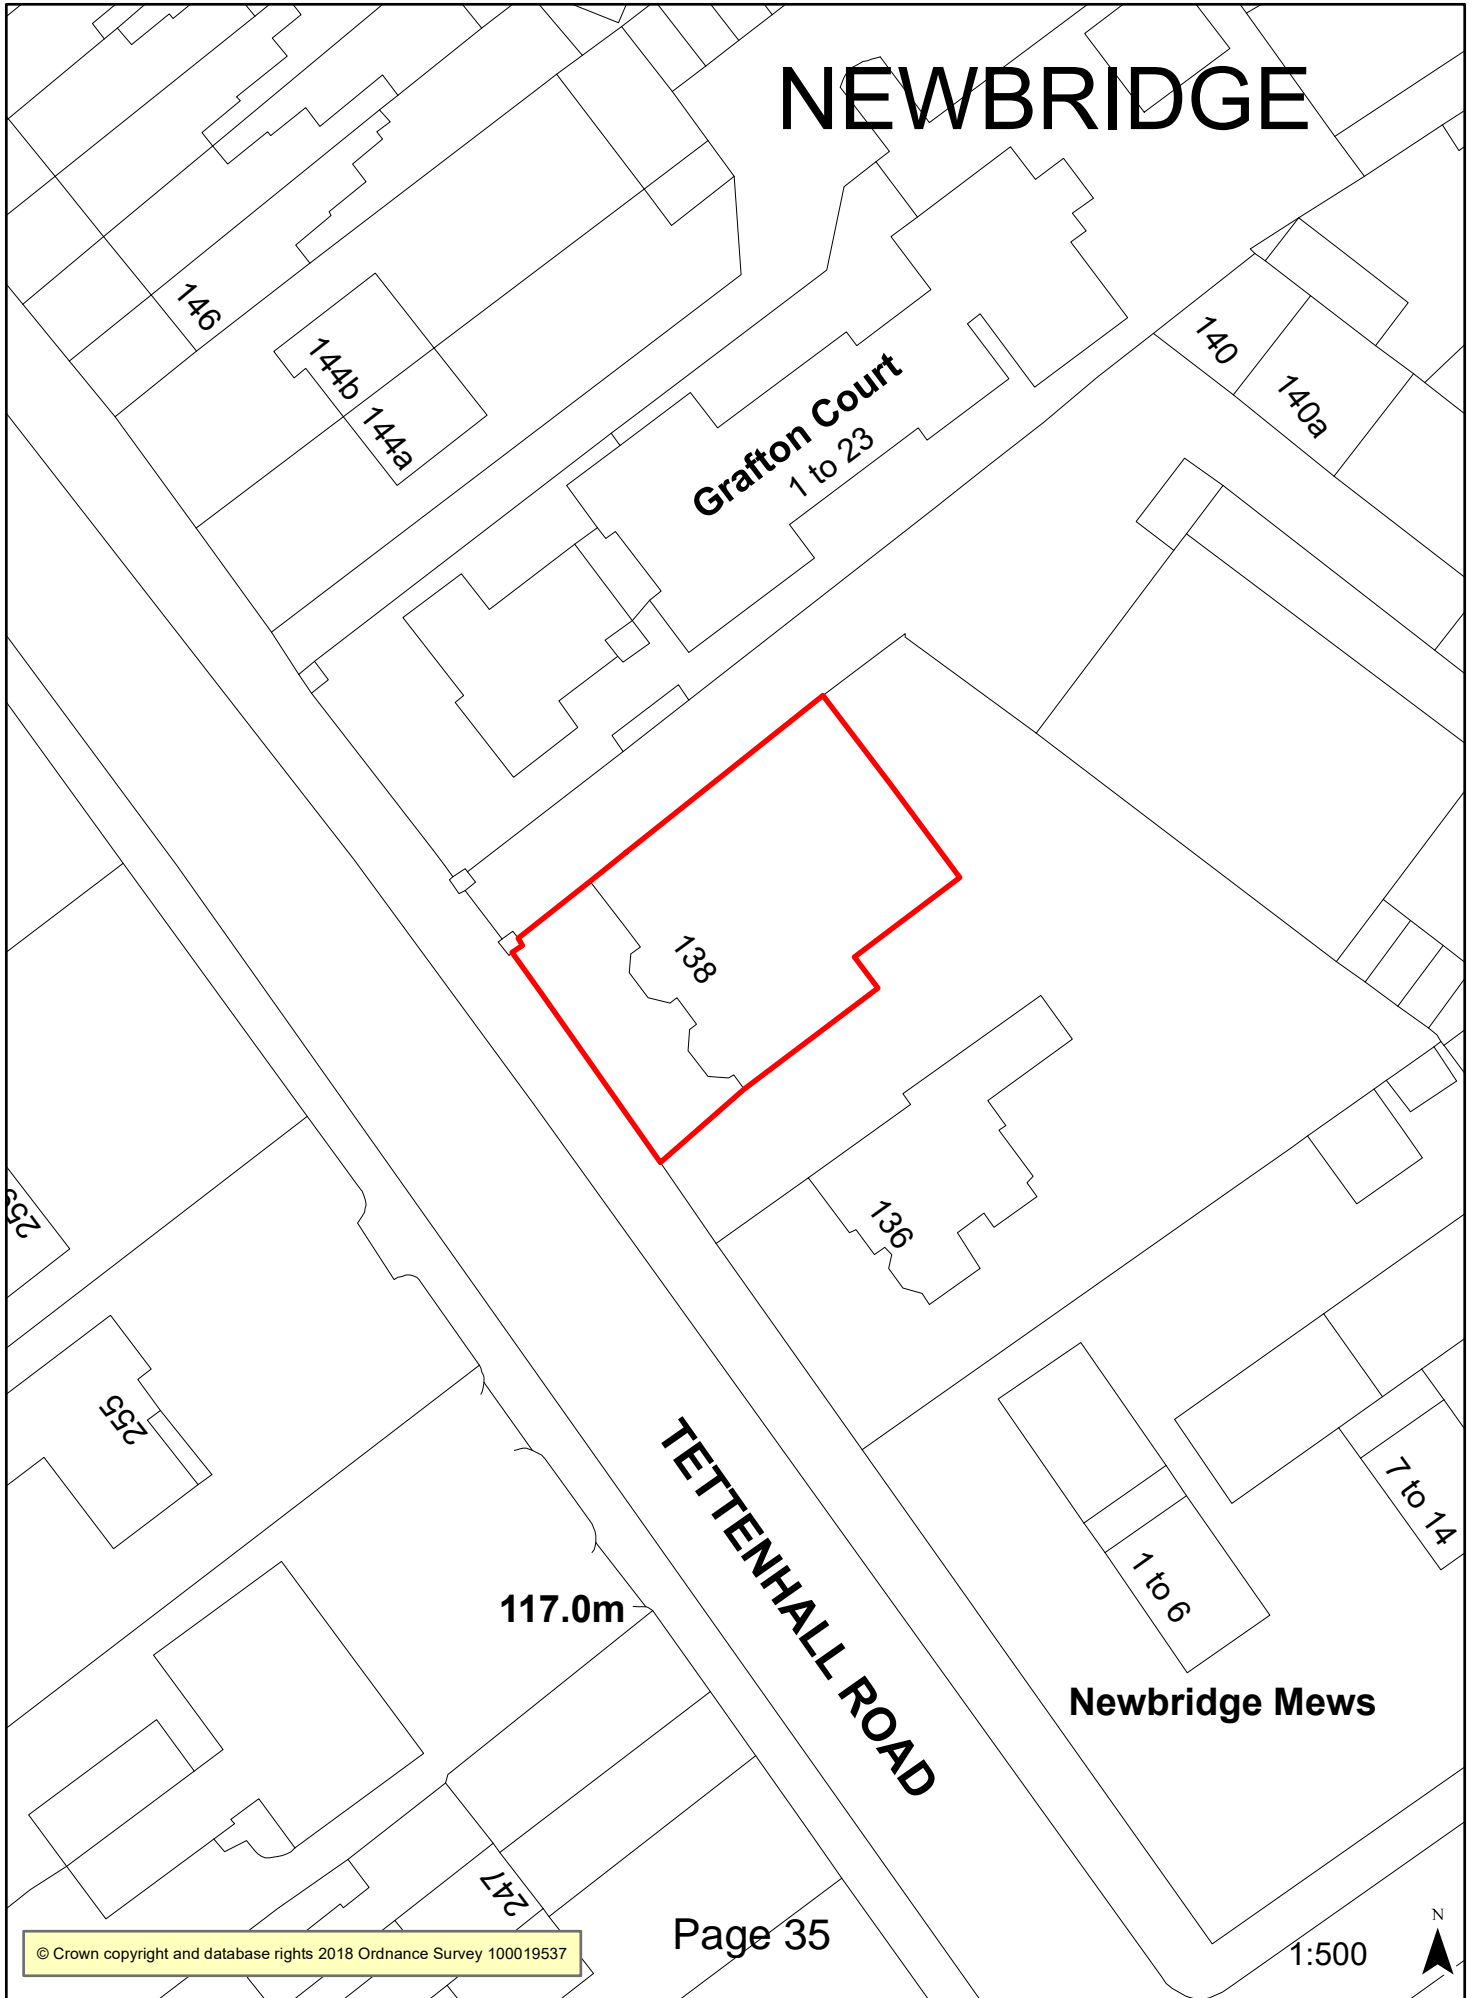 NEWBRIDGE
146
144b
144a
140
140a
Grafton Court
1 to 23
138
136
255
TETTENHALL ROAD
7 to 14
1 to 6
117.0m
Newbridge Mews
247
Page 35
© Crown copyright and database rights 2018 Ordnance Survey 100019537
1:500
N